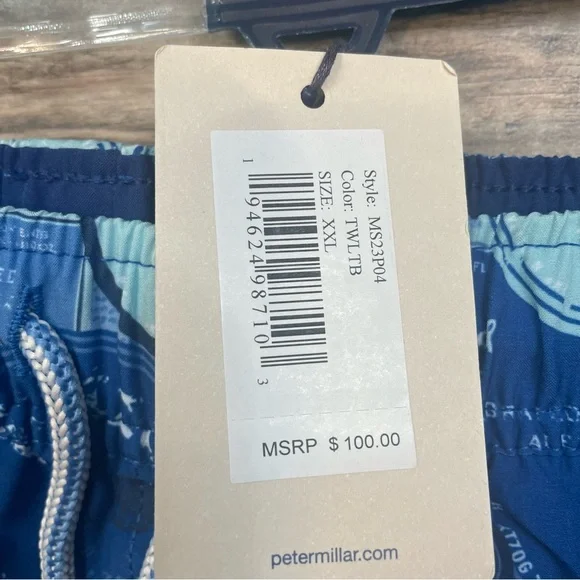 Style: MS23P04
Color: TWLTB
SIZE: XXL
1 94624 98710 3
MSRP $ 100.00
petermillar.com